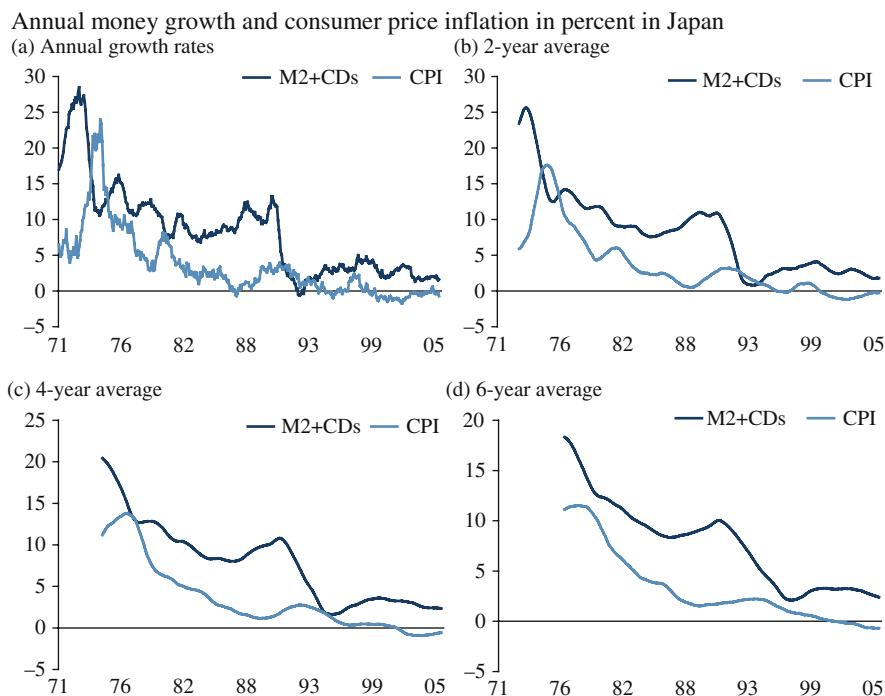 Annual money growth and consumer price inflation in percent in Japan
(a) Annual growth rates
M2+CDs CPI
30
25
20
15
10
5
0
–5
71 76 82 88 93 99 05
(b) 2-year average
M2+CDs CPI
30
25
20
15
10
5
0
–5
71 76 82 88 93 99 05
(c) 4-year average
M2+CDs CPI
25
20
15
10
5
0
–5
71 76 82 88 93 99 05
(d) 6-year average
M2+CDs CPI
20
15
10
5
0
–5
71 76 82 88 93 99 05